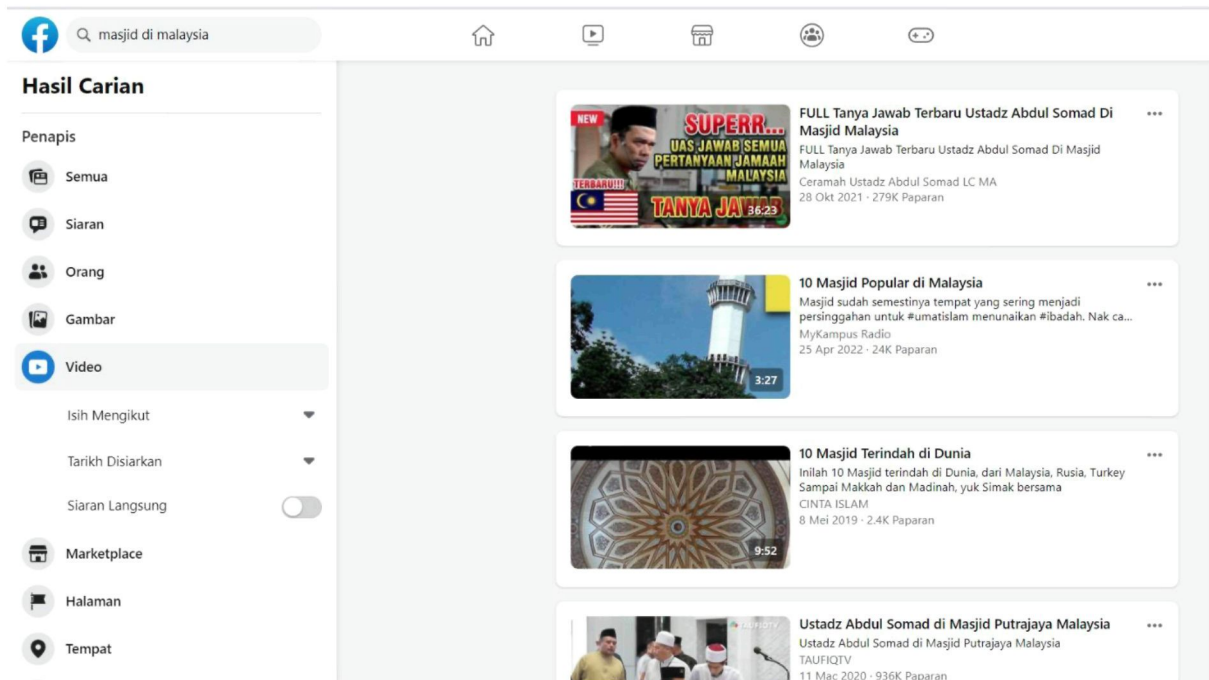 masjid di malaysia
Hasil Carian
Penapis
Semua
Siaran
Orang
Gambar
Video
Isih Mengikut
Tarikh Disiarkan
Siaran Langsung
Marketplace
Halaman
Tempat
NEW
SUPERR...
UAS JAWAB SEMUA
PERTANYAAN JAMAAH
MALAYSIA
TERBARU!!!
TANYA JAWAB
36:23
FULL Tanya Jawab Terbaru Ustadz Abdul Somad Di
Masjid Malaysia
FULL Tanya Jawab Terbaru Ustadz Abdul Somad Di Masjid
Malaysia
Ceramah Ustadz Abdul Somad LC MA
28 Okt 2021 · 279K Paparan
3:27
10 Masjid Popular di Malaysia
Masjid sudah semestinya tempat yang sering menjadi
persinggahan untuk #umatislam menunaikan #ibadah. Nak ca...
MyKampus Radio
25 Apr 2022 · 24K Paparan
9:52
10 Masjid Terindah di Dunia
Inilah 10 Masjid terindah di Dunia, dari Malaysia, Rusia, Turkey
Sampai Makkah dan Madinah, yuk Simak bersama
CINTA ISLAM
8 Mei 2019 · 2.4K Paparan
TAUFIQTV
Ustadz Abdul Somad di Masjid Putrajaya Malaysia
Ustadz Abdul Somad di Masjid Putrajaya Malaysia
TAUFIQTV
11 Mac 2020 · 936K Paparan